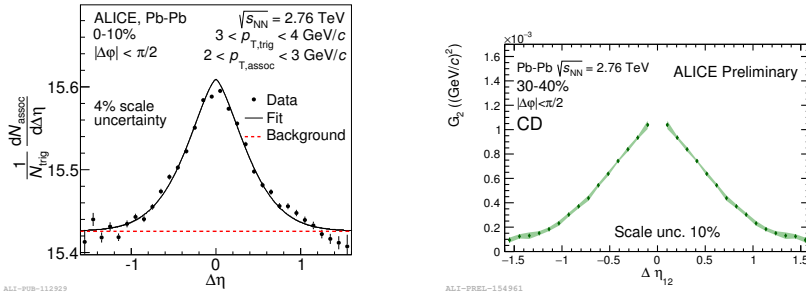 ALICE, Pb-Pb
0-10%
|Δφ| < π/2
√sNN = 2.76 TeV
3 < pT,trig < 4 GeV/c
2 < pT,assoc < 3 GeV/c
4% scale
uncertainty
Data
Fit
Background
1/Ntrig dNassoc/dΔη
15.6
15.5
15.4
-1 0 1
Δη
ALI-PUB-112929
×10⁻³
Pb-Pb √sNN = 2.76 TeV
ALICE Preliminary
30-40%
|Δφ|<π/2
CD
Scale unc. 10%
G2 ((GeV/c)²)
1.6
1.4
1.2
1
0.8
0.6
0.4
0.2
0
−1.5 −1 −0.5 0 0.5 1 1.5
Δ η12
ALI-PREL-154961